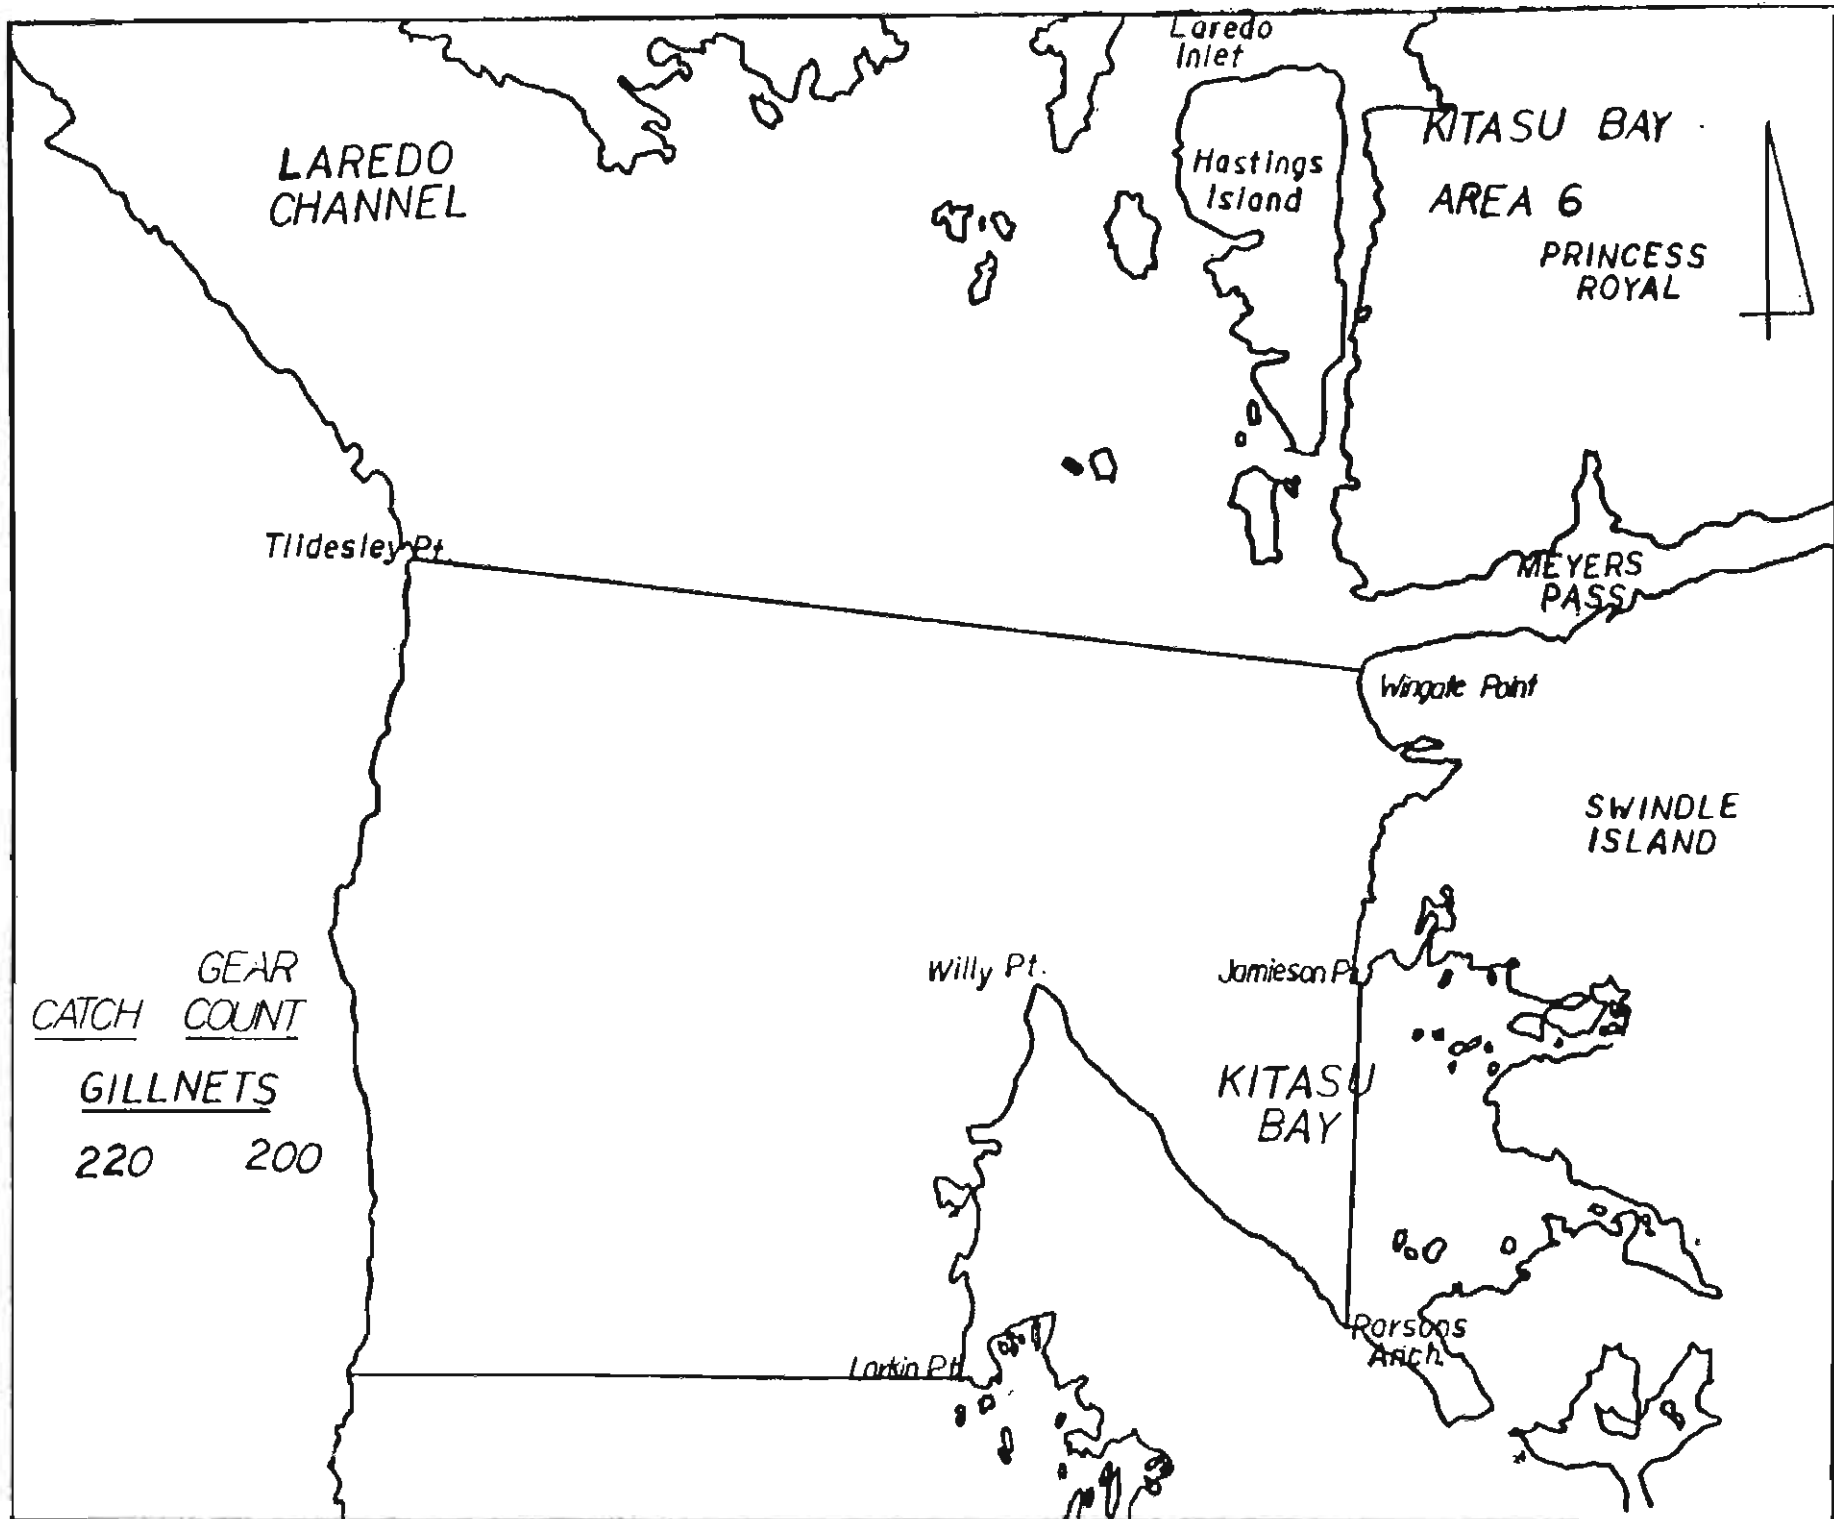 Laredo
Inlet
KITASU BAY
LAREDO
CHANNEL
Hastings
Island
AREA 6
PRINCESS
ROYAL
Tildesley Pt.
MEYERS
PASS
Wingate Point
SWINDLE
ISLAND
GEAR
CATCH COUNT
GILLNETS
220 200
Willy Pt.
Jamieson P
KITASU
BAY
Parsons
Anch.
Larkin Pt